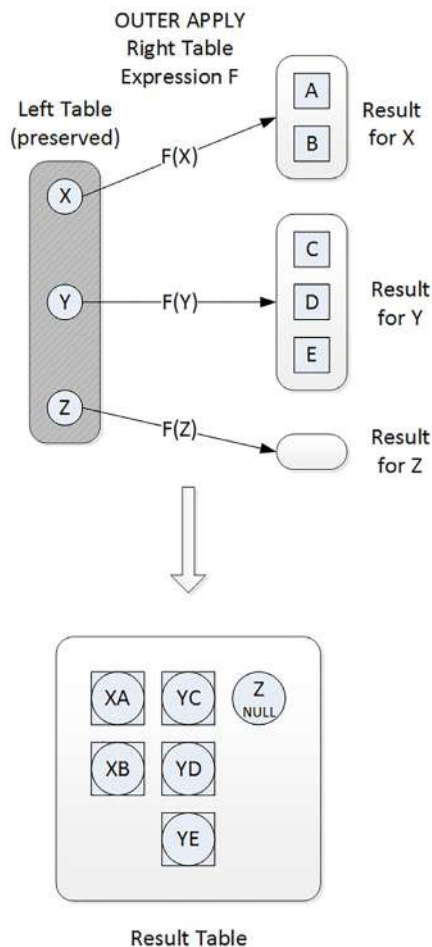 OUTER APPLY
Right Table
Expression F
Left Table
(preserved)
X
F(X)
A
B
Result
for X
Y
F(Y)
C
D
E
Result
for Y
Z
F(Z)
Result
for Z
XA
YC
Z
NULL
XB
YD
YE
Result Table